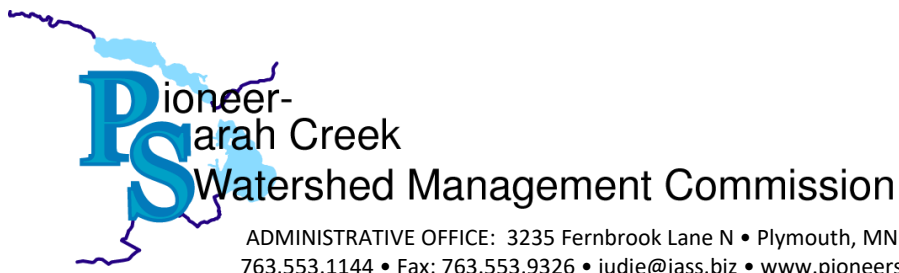 Pioneer-
Sarah Creek
Watershed Management Commission
ADMINISTRATIVE OFFICE: 3235 Fernbrook Lane N • Plymouth, MN
763.553.1144 • Fax: 763.553.9326 • judie@jass.biz • www.pioneers